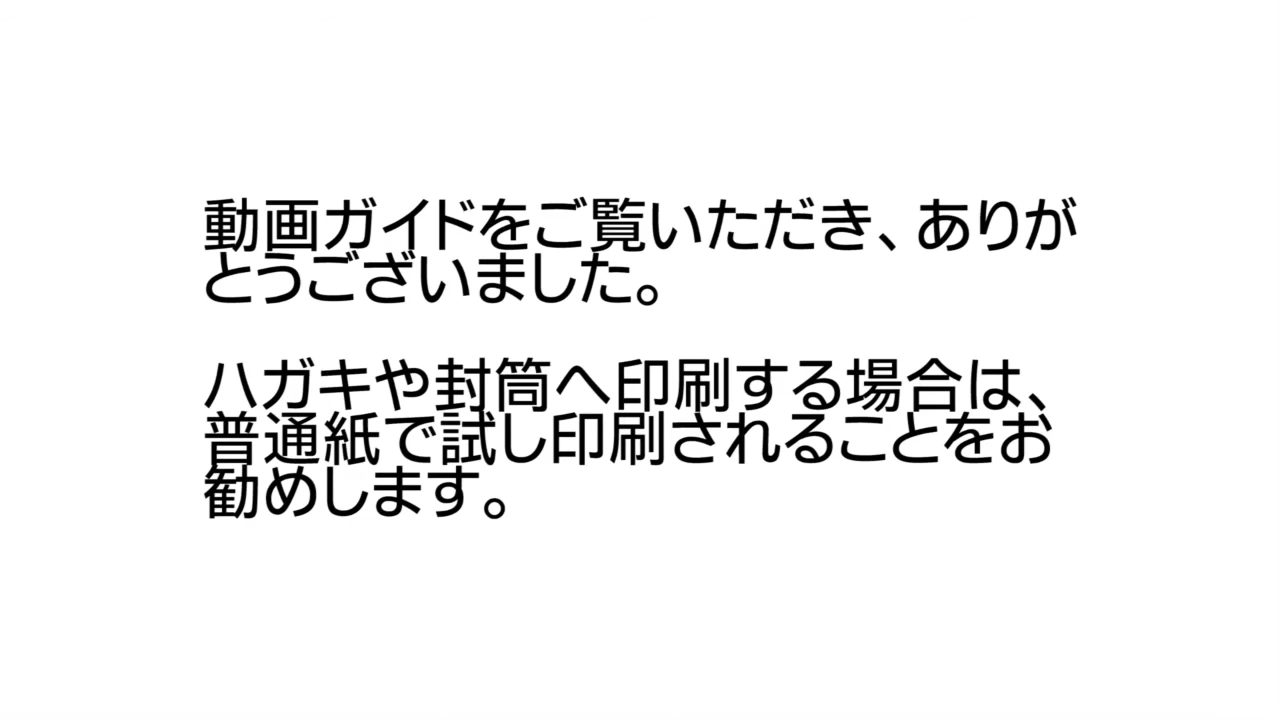 動画ガイドをご覧いただき、ありが
とうございました。
ハガキや封筒へ印刷する場合は、
普通紙で試し印刷されることをお
勧めします。